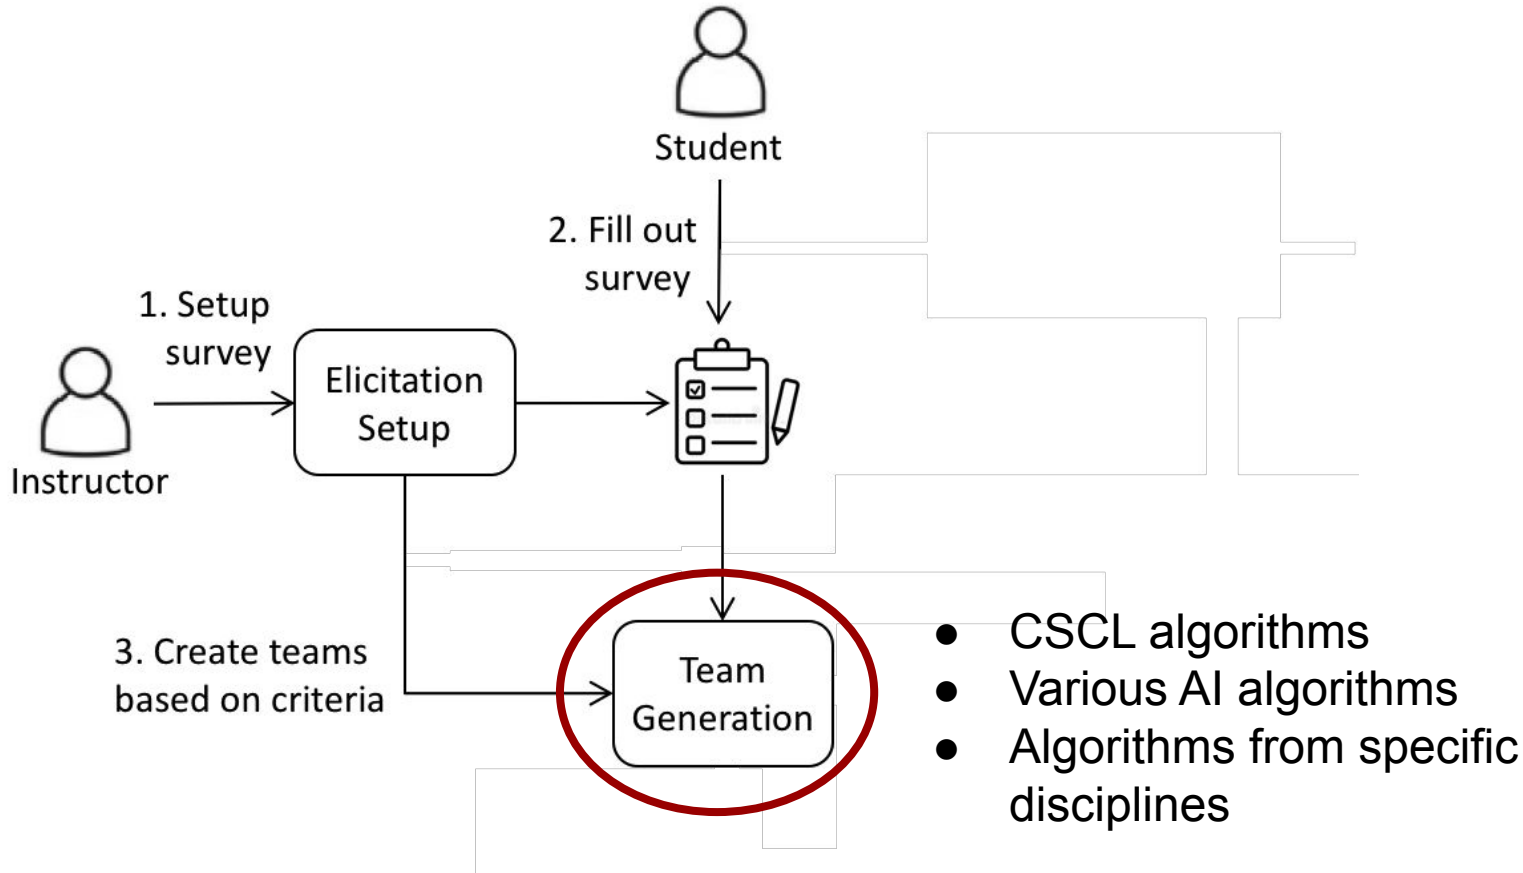 Student
2. Fill out
survey
1. Setup
survey
Instructor
Elicitation
Setup
3. Create teams
based on criteria
Team
Generation
● CSCL algorithms
● Various AI algorithms
● Algorithms from specific
disciplines